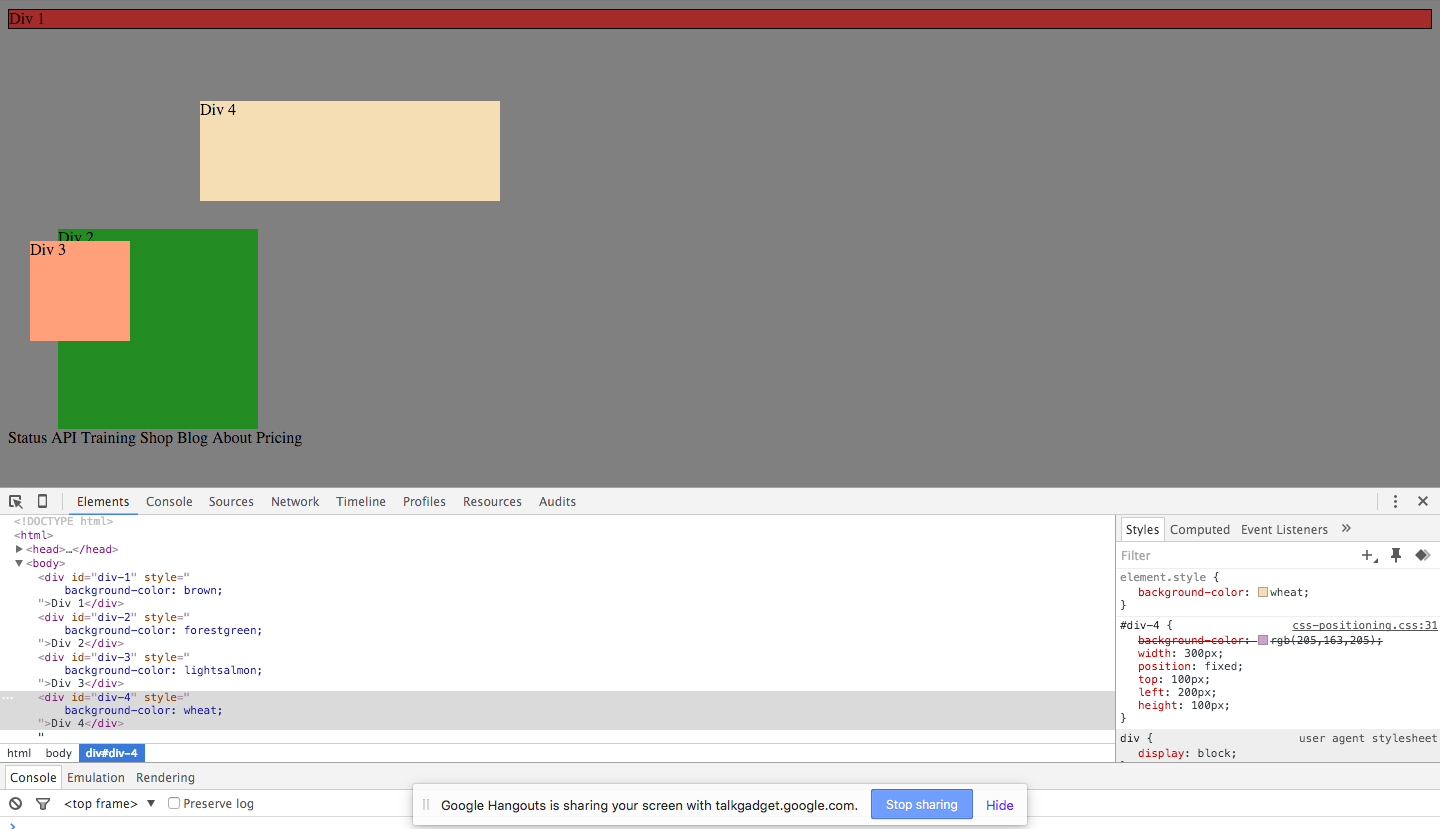 Div 1
Div 4
Div 2
Div 3
Status API Training Shop Blog About Pricing
Elements Console Sources Network Timeline Profiles Resources Audits
<!DOCTYPE html>
<html>
<head>…</head>
<body>
<div id="div-1" style="
background-color: brown;
">Div 1</div>
<div id="div-2" style="
background-color: forestgreen;
">Div 2</div>
<div id="div-3" style="
background-color: lightsalmon;
">Div 3</div>
<div id="div-4" style="
background-color: wheat;
">Div 4</div>
"
html body div#div-4
Styles Computed Event Listeners »
Filter
element.style {
background-color: wheat;
}
#div-4 { css-positioning.css:31
background-color: rgb(205,163,205);
width: 300px;
position: fixed;
top: 100px;
left: 200px;
height: 100px;
}
div { user agent stylesheet
display: block;
Console Emulation Rendering
<top frame> ▼ Preserve log
Google Hangouts is sharing your screen with talkgadget.google.com. Stop sharing Hide